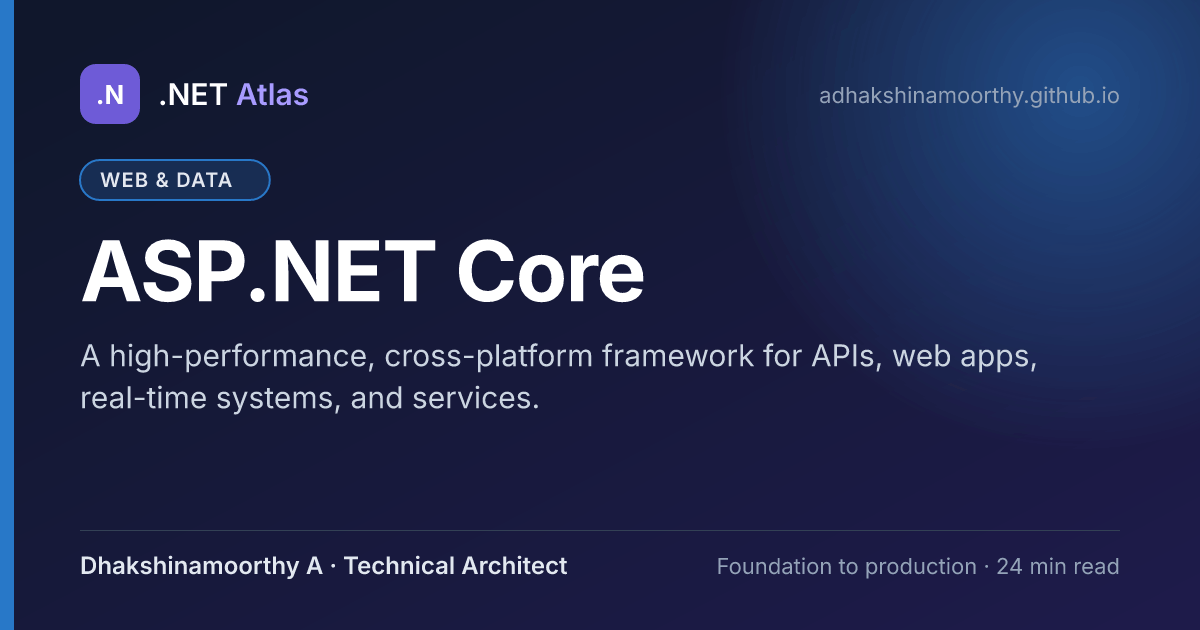 .N
.NET Atlas
adhakshinamoorthy.github.io
WEB & DATA
ASP.NET Core
A high-performance, cross-platform framework for APIs, web apps,
real-time systems, and services.
Dhakshinamoorthy A · Technical Architect
Foundation to production · 24 min read